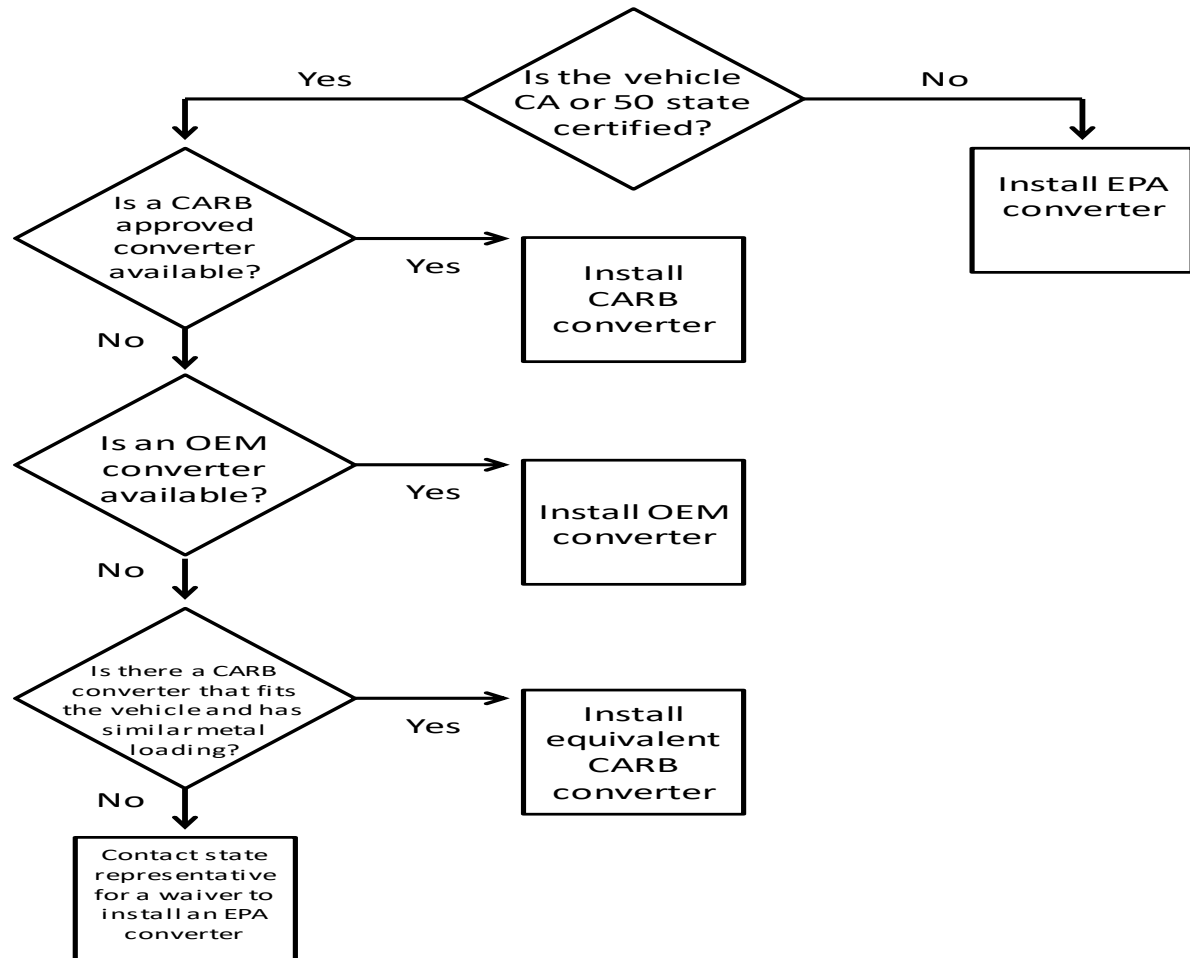 Is the vehicle
CA or 50 state
certified?
Yes
No
Is a CARB
approved
converter
available?
Yes
Install
CARB
converter
Install EPA
converter
No
Is an OEM
converter
available?
Yes
Install OEM
converter
No
Is there a CARB
converter that fits
the vehicle and has
similar metal
loading?
Yes
Install
equivalent
CARB
converter
No
Contact state
representative
for a waiver to
install an EPA
converter